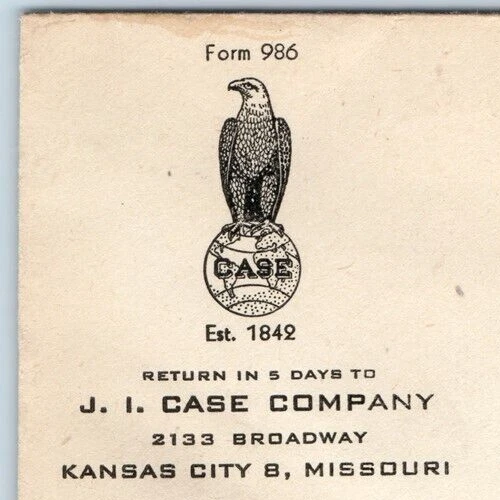 Form 986
CASE
Est. 1842
RETURN IN 5 DAYS TO
J. I. CASE COMPANY
2133 BROADWAY
KANSAS CITY 8, MISSOURI